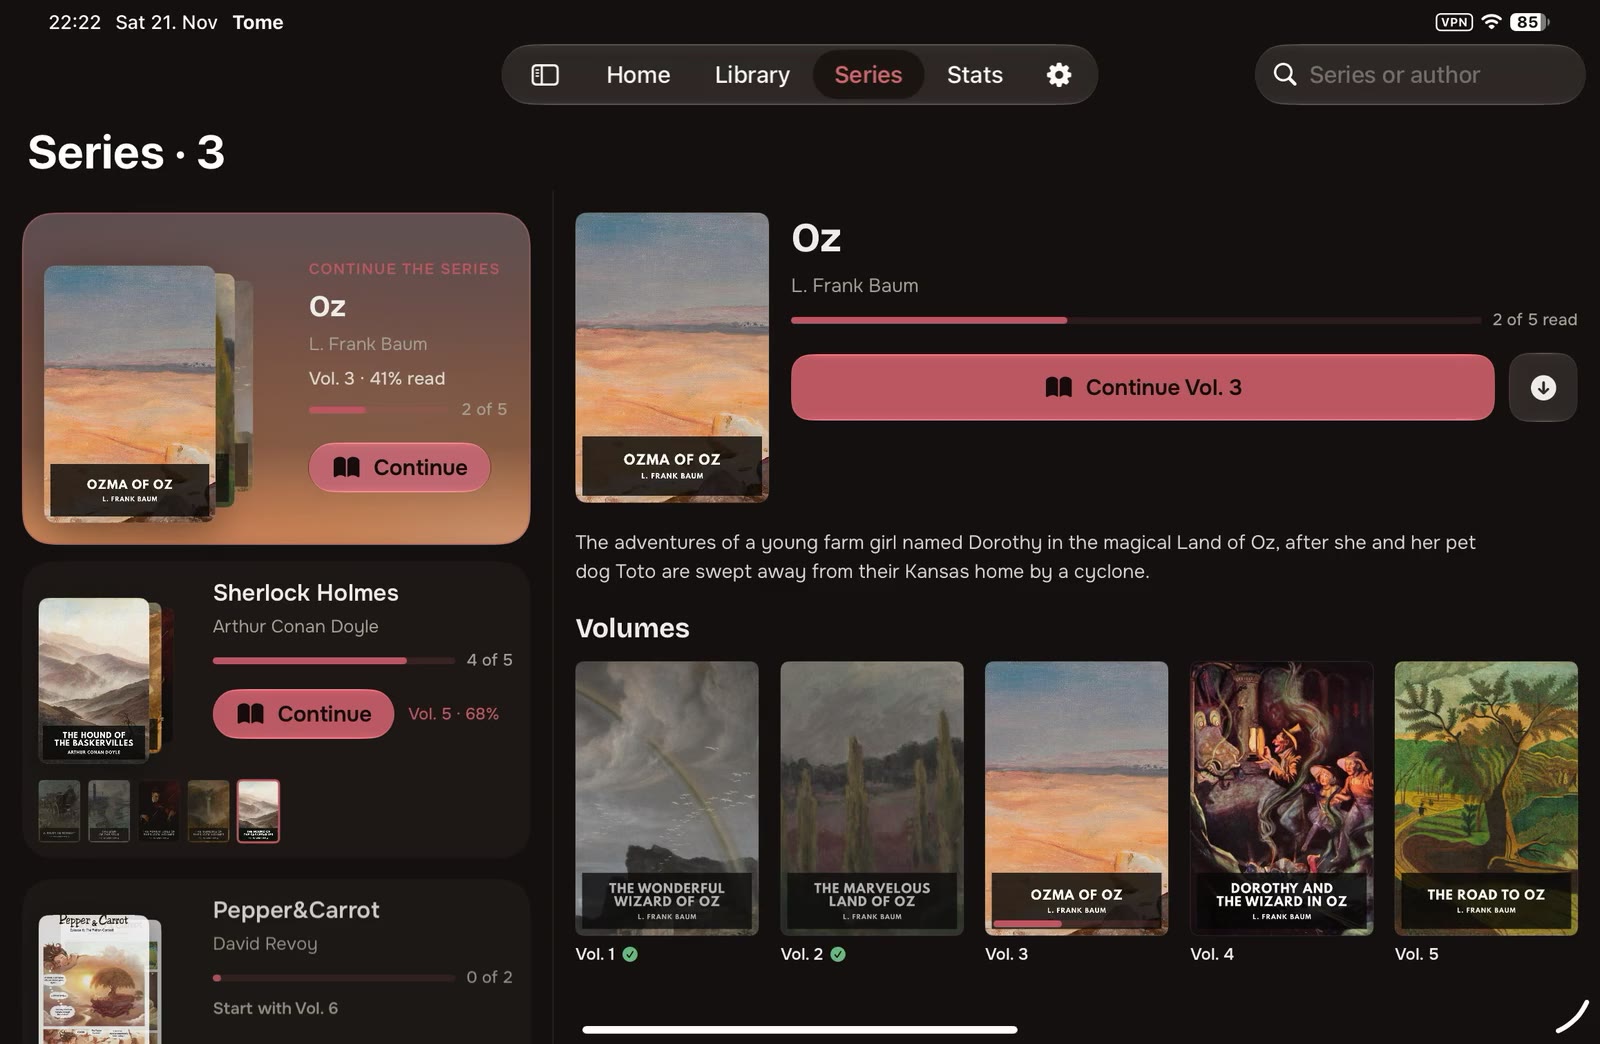 22:22 Sat 21. Nov Tome
VPN 85
Home Library Series Stats
Series or author
Series · 3
CONTINUE THE SERIES
Oz
L. Frank Baum
Vol. 3 · 41% read
2 of 5
Continue
OZMA OF OZ
L. FRANK BAUM
Sherlock Holmes
Arthur Conan Doyle
4 of 5
Continue Vol. 5 · 68%
THE HOUND OF
THE BASKERVILLES
ARTHUR CONAN DOYLE
Pepper&Carrot
David Revoy
0 of 2
Start with Vol. 6
Pepper & Carrot
Oz
L. Frank Baum
2 of 5 read
Continue Vol. 3
OZMA OF OZ
L. FRANK BAUM
The adventures of a young farm girl named Dorothy in the magical Land of Oz, after she and her pet
dog Toto are swept away from their Kansas home by a cyclone.
Volumes
THE WONDERFUL
WIZARD OF OZ
L. FRANK BAUM
Vol. 1
THE MARVELOUS
LAND OF OZ
L. FRANK BAUM
Vol. 2
OZMA OF OZ
L. FRANK BAUM
Vol. 3
DOROTHY AND
THE WIZARD IN OZ
L. FRANK BAUM
Vol. 4
THE ROAD TO OZ
L. FRANK BAUM
Vol. 5